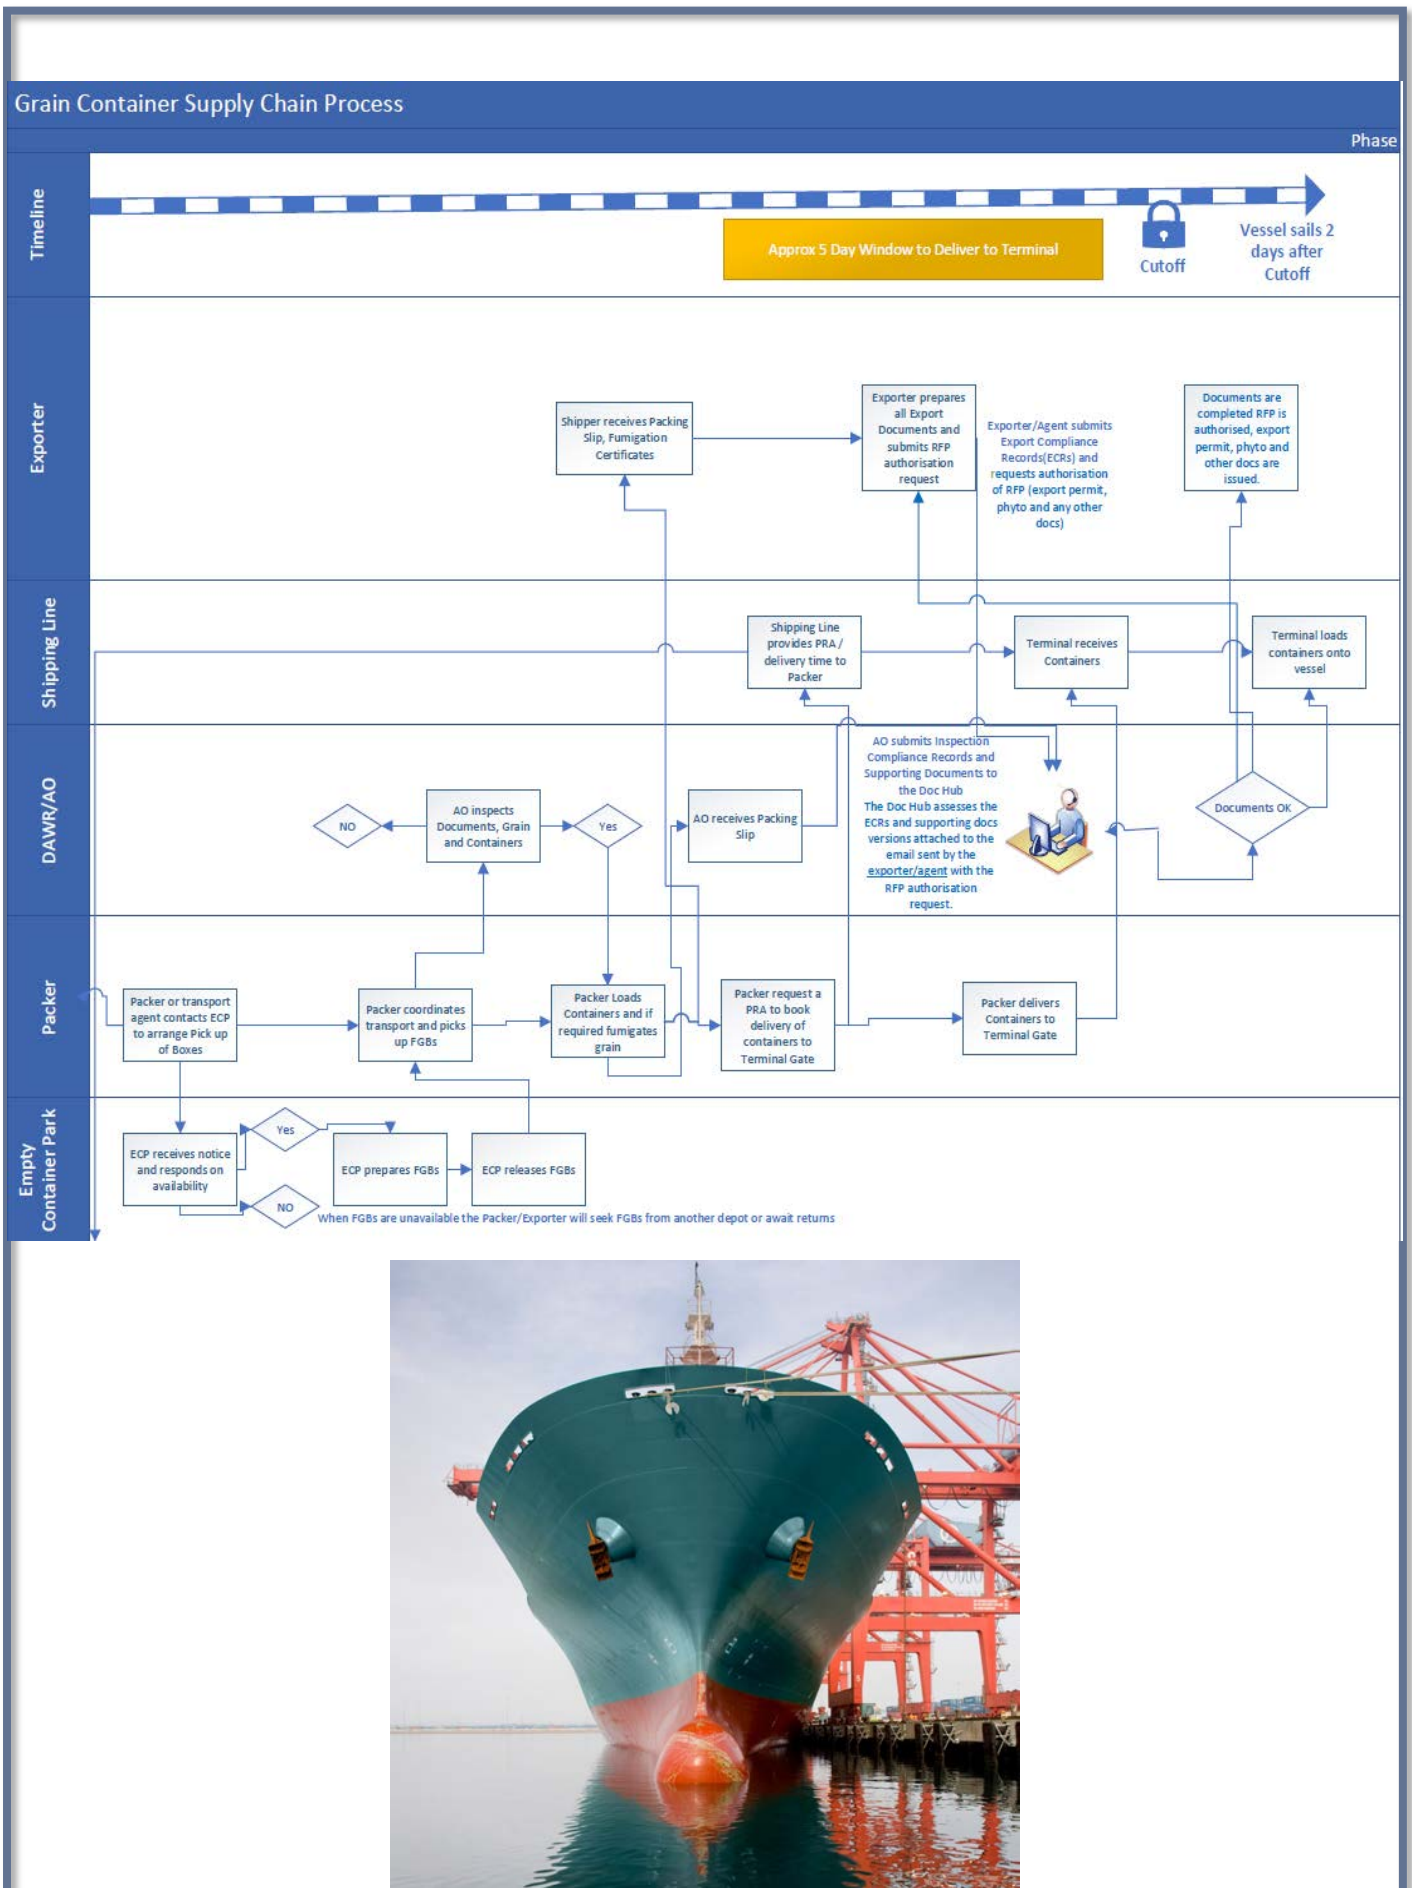 Grain Container Supply Chain Process
Phase
Timeline
Approx 5 Day Window to Deliver to Terminal
Cutoff
Vessel sails 2
days after
Cutoff
Exporter
Shipper receives Packing
Slip, Fumigation
Certificates
Exporter prepares
all Export
Documents and
submits RFP
authorisation
request
Exporter/Agent submits
Export Compliance
Records(ECRs) and
requests authorisation
of RFP (export permit,
phyto and any other
docs)
Documents are
completed RFP is
authorised, export
permit, phyto and
other docs are
issued.
Shipping Line
Shipping Line
provides PRA /
delivery time to
Packer
Terminal receives
Containers
Terminal loads
containers onto
vessel
DAWR/AO
NO
AO inspects
Documents, Grain
and Containers
Yes
AO receives Packing
Slip
AO submits Inspection
Compliance Records and
Supporting Documents to
the Doc Hub
The Doc Hub assesses the
ECRs and supporting docs
versions attached to the
email sent by the
exporter/agent with the
RFP authorisation
request.
Documents OK
Packer
Packer or transport
agent contacts ECP
to arrange Pick up
of Boxes
Packer coordinates
transport and picks
up FGBs
Packer Loads
Containers and if
required fumigates
grain
Packer request a
PRA to book
delivery of
containers to
Terminal Gate
Packer delivers
Containers to
Terminal Gate
Empty
Container Park
ECP receives notice
and responds on
availability
Yes
NO
ECP prepares FGBs
ECP releases FGBs
When FGBs are unavailable the Packer/Exporter will seek FGBs from another depot or await returns